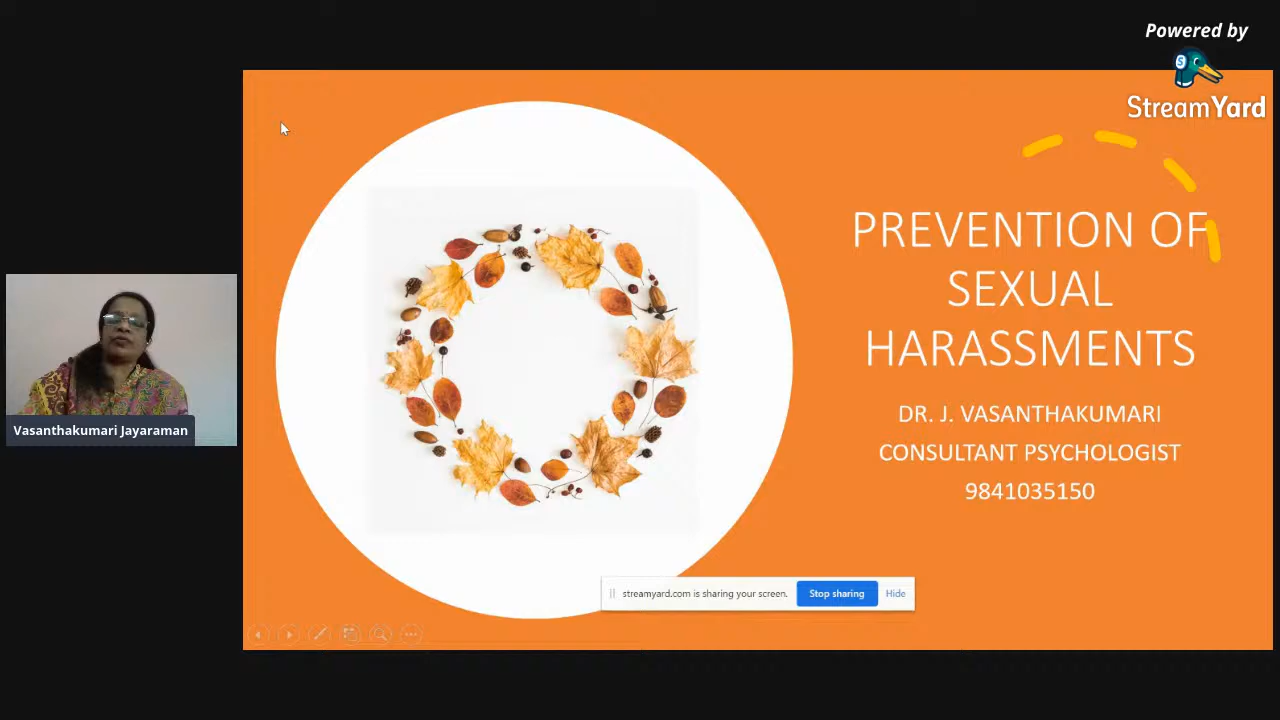 Powered by
StreamYard
PREVENTION OF
SEXUAL
HARASSMENTS
DR. J. VASANTHAKUMARI
CONSULTANT PSYCHOLOGIST
9841035150
Vasanthakumari Jayaraman
streamyard.com is sharing your screen.
Stop sharing
Hide